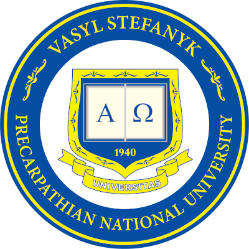 VASYL STEFANYK
PRECARPATHIAN NATIONAL UNIVERSITY
Α Ω
1940
UNIVERSITAS